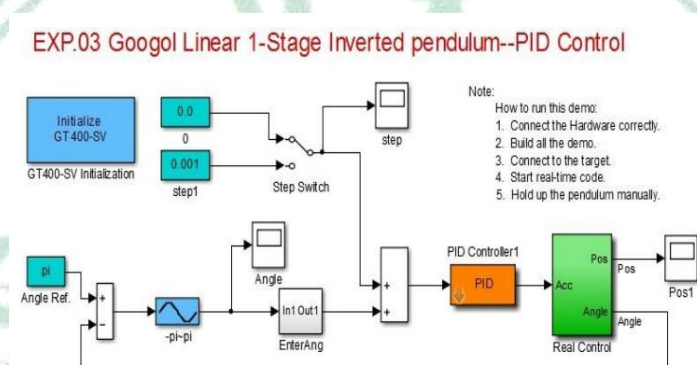 EXP.03 Googol Linear 1-Stage Inverted pendulum--PID Control
Initialize
GT400-SV
GT400-SV Initialization
0.0
0
0.001
step1
Step Switch
step
Note:
How to run this demo:
1. Connect the Hardware correctly.
2. Build all the demo.
3. Connect to the target.
4. Start real-time code.
5. Hold up the pendulum manually.
pi
Angle Ref.
+
−
-pi~pi
Angle
In1 Out1
EnterAng
+
+
PID Controller1
PID
Acc
Pos
Angle
Real Control
Pos
Angle
Pos1